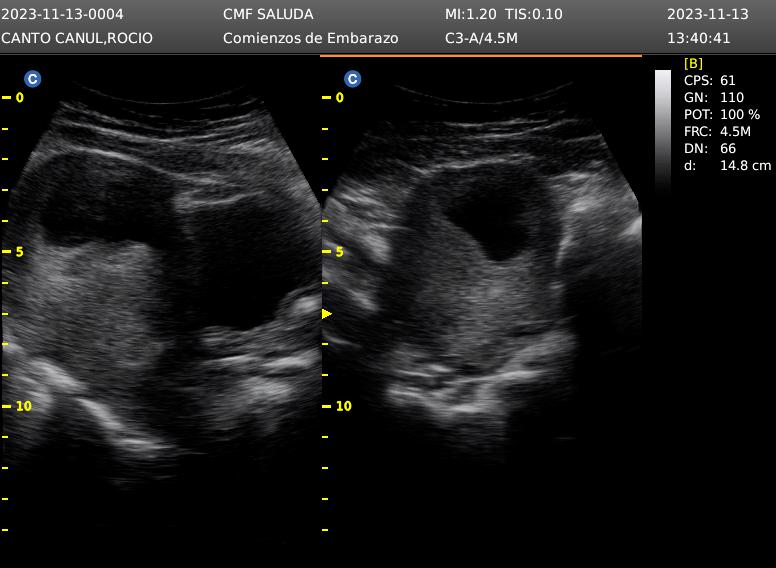 2023-11-13-0004 CMF SALUDA MI:1.20 TIS:0.10 2023-11-13
CANTO CANUL,ROCIO Comienzos de Embarazo C3-A/4.5M 13:40:41
[B]
CPS: 61
GN: 110
POT: 100 %
FRC: 4.5M
DN: 66
d: 14.8 cm
C
0
5
10
C
0
5
10